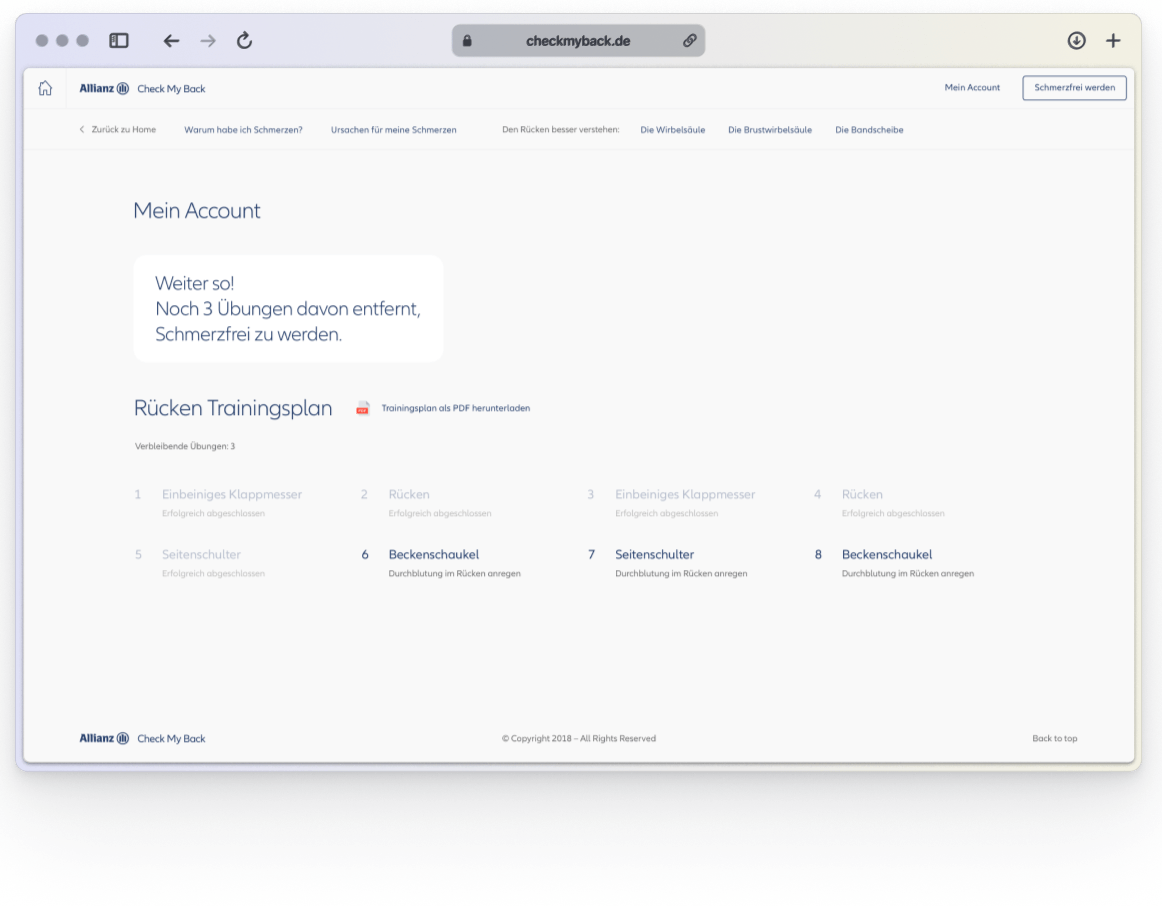 checkmyback.de
Allianz Check My Back
Mein Account
Schmerzfrei werden
Zurück zu Home
Warum habe ich Schmerzen?
Ursachen für meine Schmerzen
Den Rücken besser verstehen:
Die Wirbelsäule
Die Brustwirbelsäule
Die Bandscheibe
Mein Account
Weiter so!
Noch 3 Übungen davon entfernt,
Schmerzfrei zu werden.
Rücken Trainingsplan
PDF
Trainingsplan als PDF herunterladen
Verbleibende Übungen: 3
1 Einbeiniges Klappmesser
Erfolgreich abgeschlossen
2 Rücken
Erfolgreich abgeschlossen
3 Einbeiniges Klappmesser
Erfolgreich abgeschlossen
4 Rücken
Erfolgreich abgeschlossen
5 Seitenschulter
Erfolgreich abgeschlossen
6 Beckenschaukel
Durchblutung im Rücken anregen
7 Seitenschulter
Durchblutung im Rücken anregen
8 Beckenschaukel
Durchblutung im Rücken anregen
Allianz Check My Back
© Copyright 2018 – All Rights Reserved
Back to top